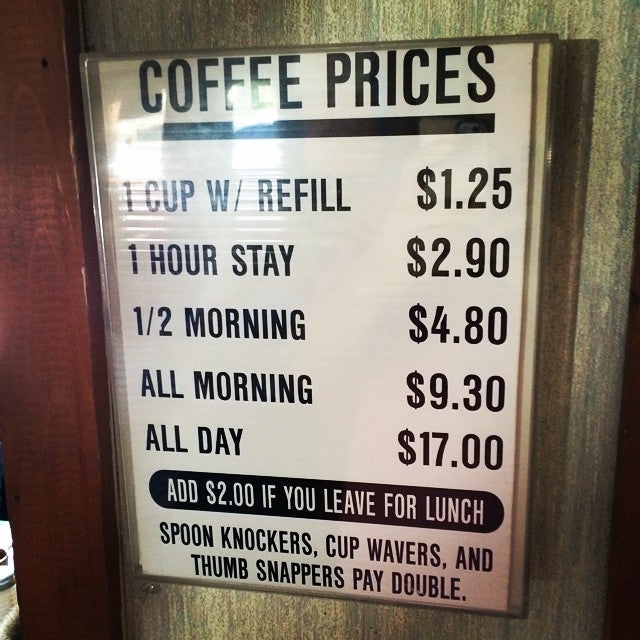 COFFEE PRICES
1 CUP W/ REFILL $1.25
1 HOUR STAY $2.90
1/2 MORNING $4.80
ALL MORNING $9.30
ALL DAY $17.00
ADD $2.00 IF YOU LEAVE FOR LUNCH
SPOON KNOCKERS, CUP WAVERS, AND
THUMB SNAPPERS PAY DOUBLE.